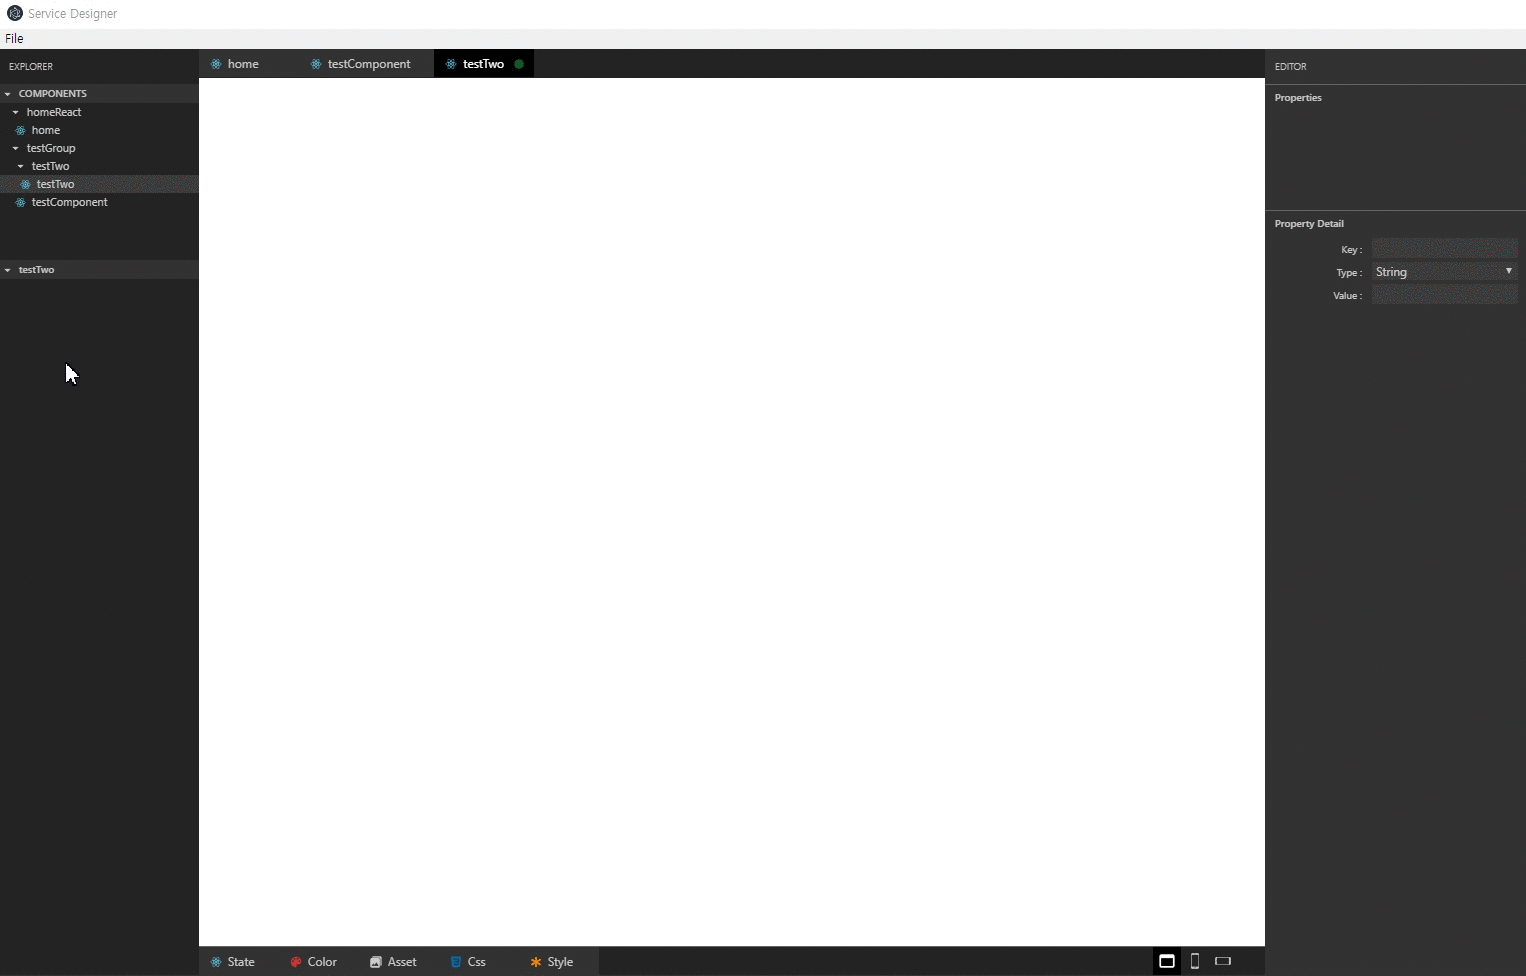 Service Designer
File
EXPLORER
COMPONENTS
homeReact
home
testGroup
testTwo
testTwo
testComponent
testTwo
home
testComponent
testTwo
EDITOR
Properties
Property Detail
Key :
Type : String
Value :
State
Color
Asset
Css
Style